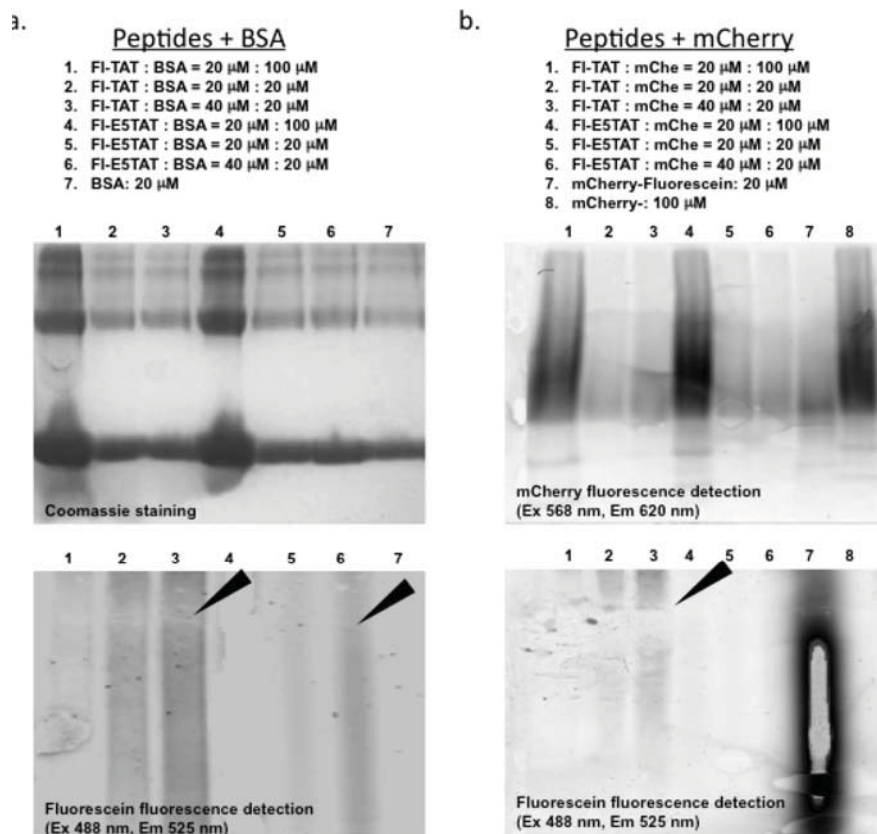 a.
Peptides + BSA
1. Fl-TAT : BSA = 20 µM : 100 µM
2. Fl-TAT : BSA = 20 µM : 20 µM
3. Fl-TAT : BSA = 40 µM : 20 µM
4. Fl-E5TAT : BSA = 20 µM : 100 µM
5. Fl-E5TAT : BSA = 20 µM : 20 µM
6. Fl-E5TAT : BSA = 40 µM : 20 µM
7. BSA: 20 µM
1 2 3 4 5 6 7
Coomassie staining
1 2 3 4 5 6 7
Fluorescein fluorescence detection
(Ex 488 nm, Em 525 nm)
b.
Peptides + mCherry
1. Fl-TAT : mChe = 20 µM : 100 µM
2. Fl-TAT : mChe = 20 µM : 20 µM
3. Fl-TAT : mChe = 40 µM : 20 µM
4. Fl-E5TAT : mChe = 20 µM : 100 µM
5. Fl-E5TAT : mChe = 20 µM : 20 µM
6. Fl-E5TAT : mChe = 40 µM : 20 µM
7. mCherry-Fluorescein: 20 µM
8. mCherry-: 100 µM
1 2 3 4 5 6 7 8
mCherry fluorescence detection
(Ex 568 nm, Em 620 nm)
1 2 3 4 5 6 7 8
Fluorescein fluorescence detection
(Ex 488 nm, Em 525 nm)